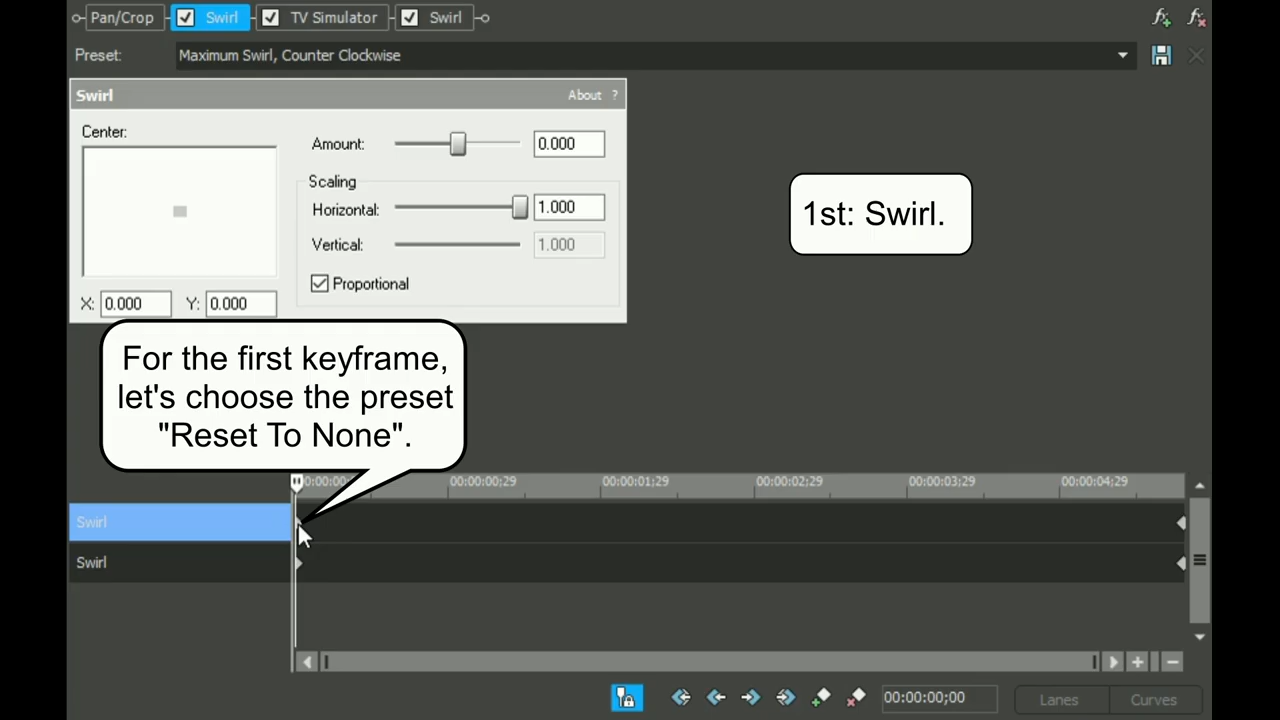 Pan/Crop Swirl TV Simulator Swirl
Preset: Maximum Swirl, Counter Clockwise
Swirl About ?
Center:
Amount: 0.000
Scaling
Horizontal: 1.000
Vertical: 1.000
Proportional
X: 0.000 Y: 0.000
1st: Swirl.
For the first keyframe,
let's choose the preset
"Reset To None".
00:00:00;29 00:00:01;29 00:00:02;29 00:00:03;29 00:00:04;29
Swirl
Swirl
00:00:00;00 Lanes Curves